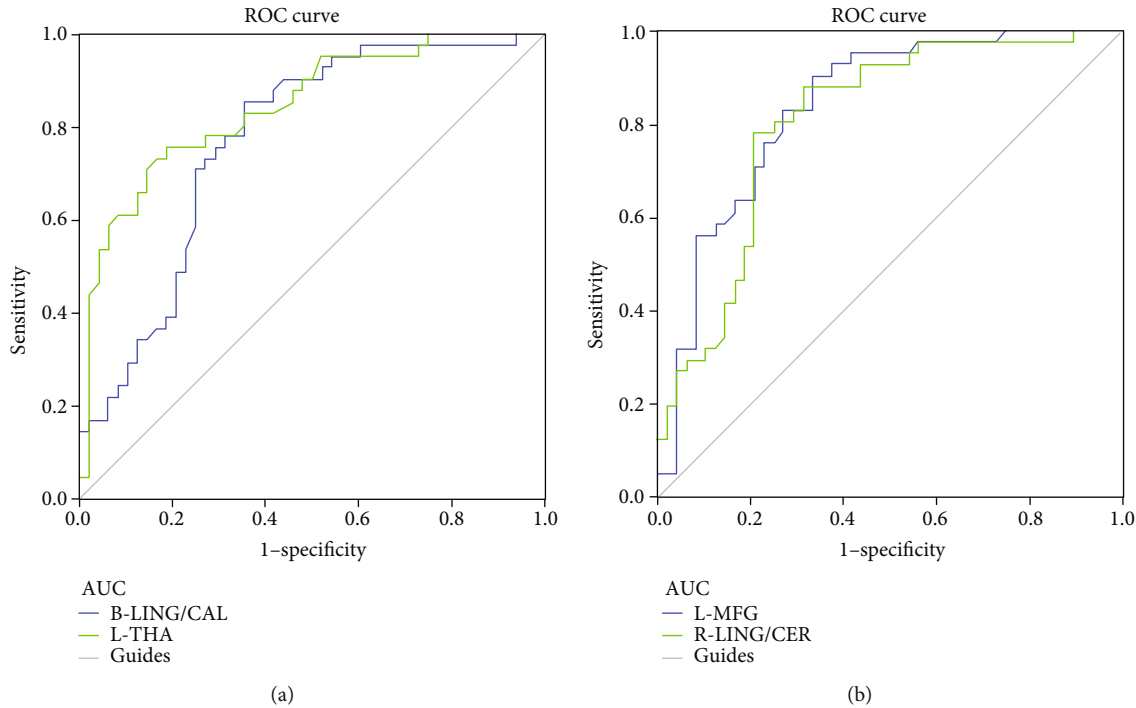 ROC curve
1.0
0.8
0.6
0.4
0.2
0.0
Sensitivity
0.0 0.2 0.4 0.6 0.8 1.0
1–specificity
AUC
B-LING/CAL
L-THA
Guides
(a)
ROC curve
1.0
0.8
0.6
0.4
0.2
0.0
Sensitivity
0.0 0.2 0.4 0.6 0.8 1.0
1–specificity
AUC
L-MFG
R-LING/CER
Guides
(b)